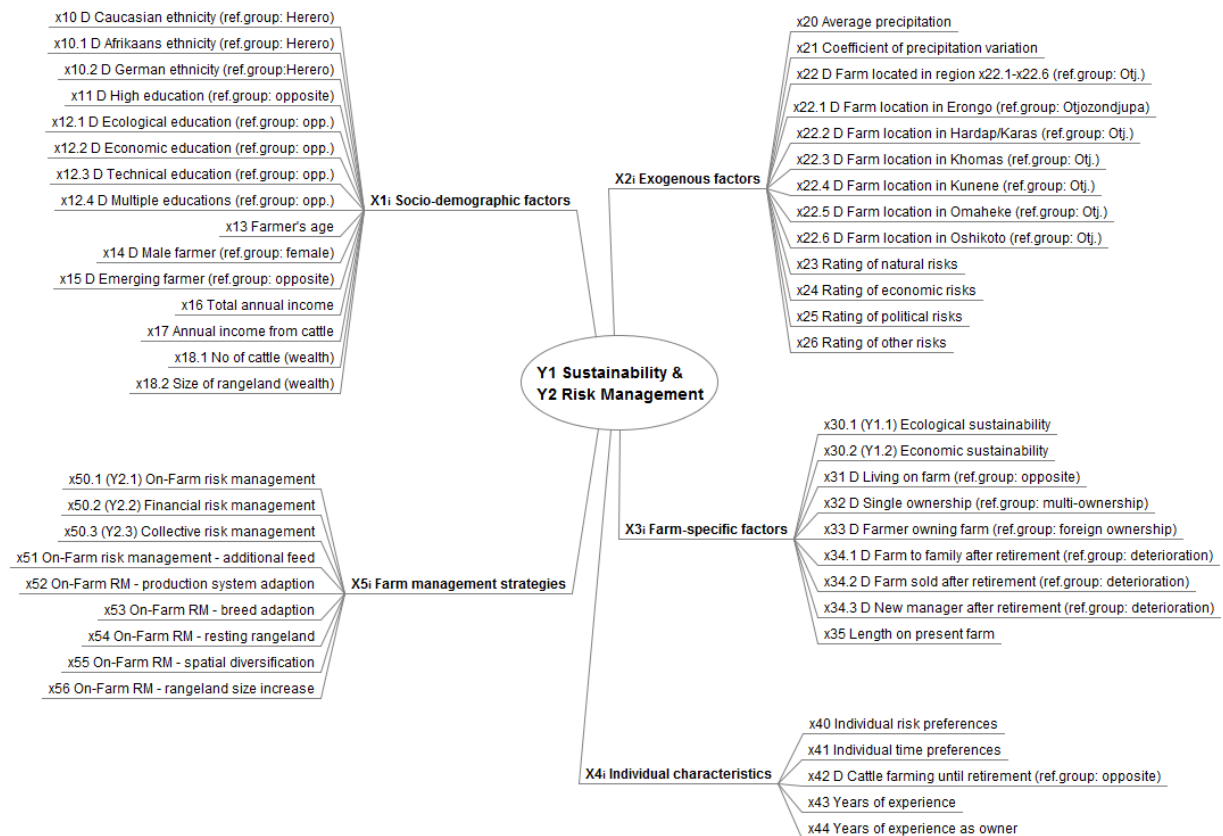 x10 D Caucasian ethnicity (ref.group: Herero)
x10.1 D Afrikaans ethnicity (ref.group: Herero)
x10.2 D German ethnicity (ref.group:Herero)
x11 D High education (ref.group: opposite)
x12.1 D Ecological education (ref.group: opp.)
x12.2 D Economic education (ref.group: opp.)
x12.3 D Technical education (ref.group: opp.)
x12.4 D Multiple educations (ref.group: opp.)
x13 Farmer's age
x14 D Male farmer (ref.group: female)
x15 D Emerging farmer (ref.group: opposite)
x16 Total annual income
x17 Annual income from cattle
x18.1 No of cattle (wealth)
x18.2 Size of rangeland (wealth)
X1i Socio-demographic factors
x20 Average precipitation
x21 Coefficient of precipitation variation
x22 D Farm located in region x22.1-x22.6 (ref.group: Otj.)
x22.1 D Farm location in Erongo (ref.group: Otjozondjupa)
x22.2 D Farm location in Hardap/Karas (ref.group: Otj.)
x22.3 D Farm location in Khomas (ref.group: Otj.)
x22.4 D Farm location in Kunene (ref.group: Otj.)
x22.5 D Farm location in Omaheke (ref.group: Otj.)
x22.6 D Farm location in Oshikoto (ref.group: Otj.)
x23 Rating of natural risks
x24 Rating of economic risks
x25 Rating of political risks
x26 Rating of other risks
X2i Exogenous factors
Y1 Sustainability &
Y2 Risk Management
x30.1 (Y1.1) Ecological sustainability
x30.2 (Y1.2) Economic sustainability
x31 D Living on farm (ref.group: opposite)
x32 D Single ownership (ref.group: multi-ownership)
x33 D Farmer owning farm (ref.group: foreign ownership)
x34.1 D Farm to family after retirement (ref.group: deterioration)
x34.2 D Farm sold after retirement (ref.group: deterioration)
x34.3 D New manager after retirement (ref.group: deterioration)
x35 Length on present farm
X3i Farm-specific factors
x50.1 (Y2.1) On-Farm risk management
x50.2 (Y2.2) Financial risk management
x50.3 (Y2.3) Collective risk management
x51 On-Farm risk management - additional feed
x52 On-Farm RM - production system adaption
x53 On-Farm RM - breed adaption
x54 On-Farm RM - resting rangeland
x55 On-Farm RM - spatial diversification
x56 On-Farm RM - rangeland size increase
X5i Farm management strategies
x40 Individual risk preferences
x41 Individual time preferences
x42 D Cattle farming until retirement (ref.group: opposite)
x43 Years of experience
x44 Years of experience as owner
X4i Individual characteristics